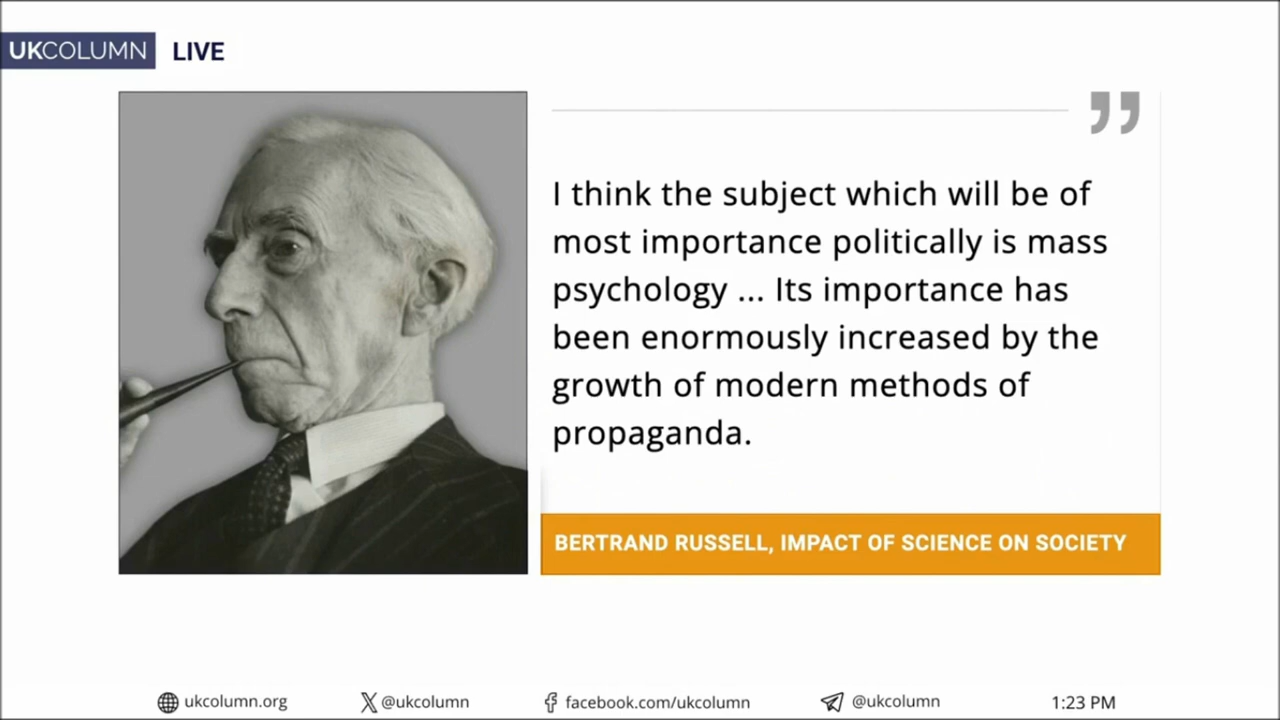 UKCOLUMN LIVE
”
I think the subject which will be of
most importance politically is mass
psychology ... Its importance has
been enormously increased by the
growth of modern methods of
propaganda.
BERTRAND RUSSELL, IMPACT OF SCIENCE ON SOCIETY
ukcolumn.org @ukcolumn facebook.com/ukcolumn @ukcolumn 1:23 PM